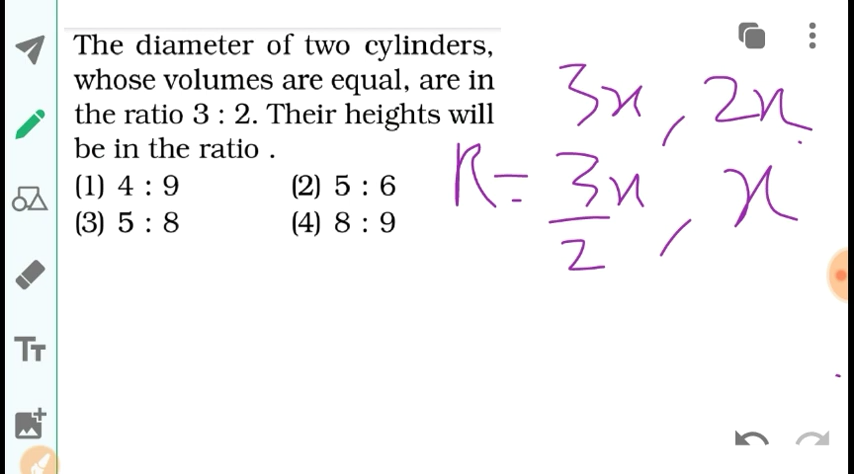 The diameter of two cylinders,
whose volumes are equal, are in
the ratio 3 : 2. Their heights will
be in the ratio .
(1) 4 : 9 (2) 5 : 6
(3) 5 : 8 (4) 8 : 9
3x, 2x
R = 3x/2, x
TT